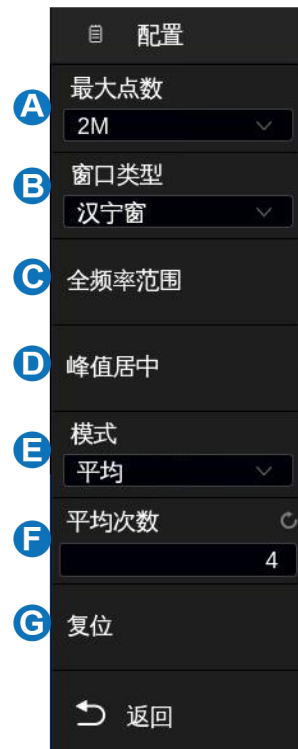 配置
A 最大点数
2M
B 窗口类型
汉宁窗
C 全频率范围
D 峰值居中
E 模式
平均
F 平均次数
4
G 复位
返回